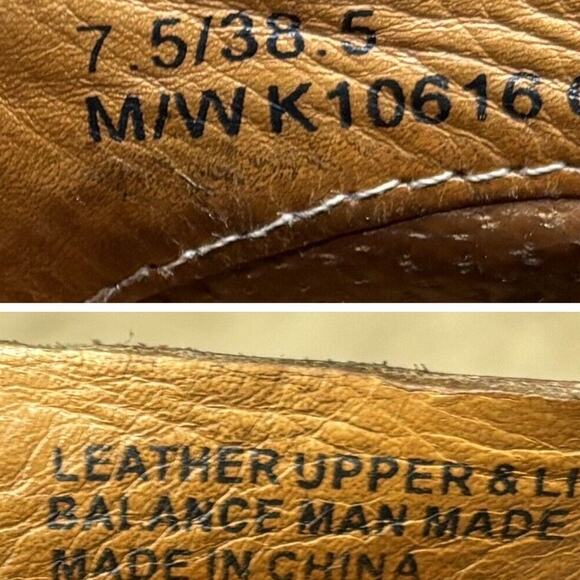 7.5/38.5
M/W K10616
LEATHER UPPER & LI
BALANCE MAN MADE
MADE IN CHINA